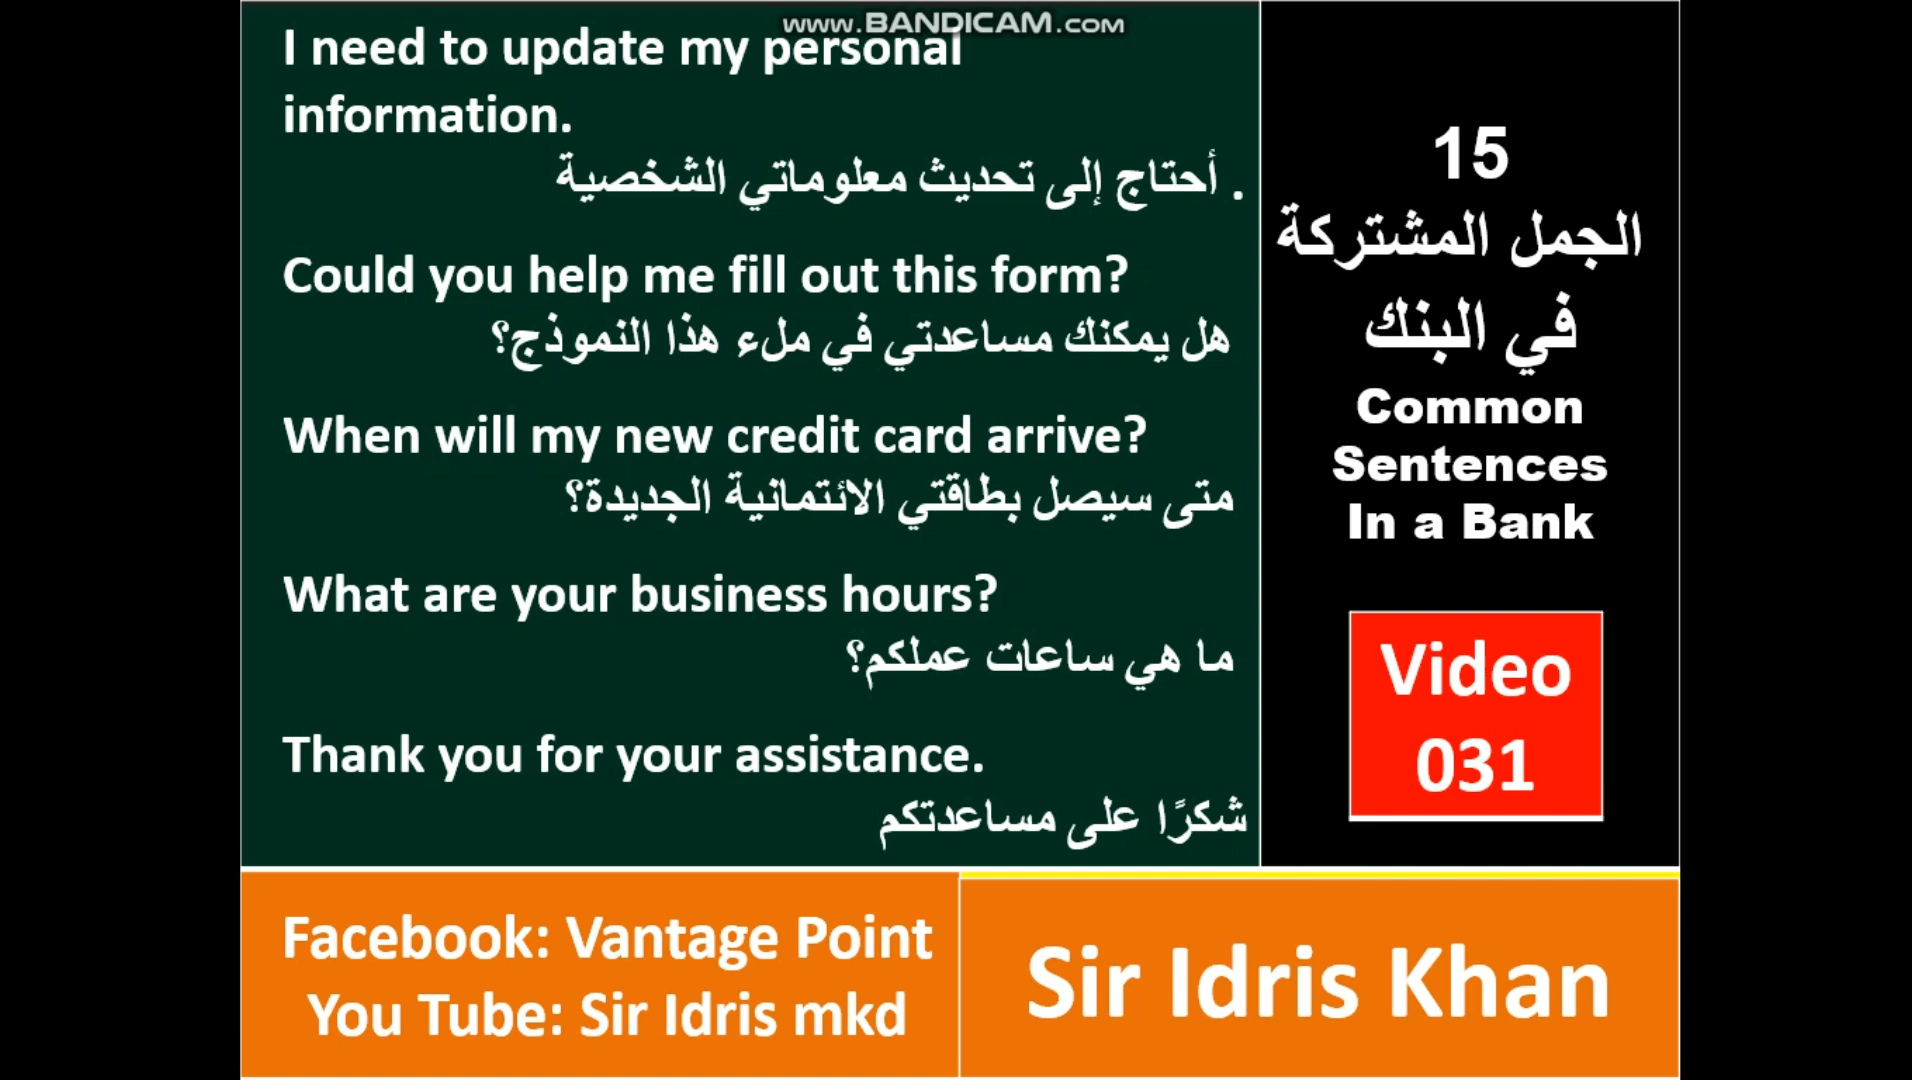 www.BANDICAM.com
I need to update my personal
information.
. أحتاج إلى تحديث معلوماتي الشخصية
Could you help me fill out this form?
هل يمكنك مساعدتي في ملء هذا النموذج؟
When will my new credit card arrive?
متى سيصل بطاقتي الائتمانية الجديدة؟
What are your business hours?
ما هي ساعات عملكم؟
Thank you for your assistance.
شكرًا على مساعدتكم
15
الجمل المشتركة
في البنك
Common
Sentences
In a Bank
Video
031
Facebook: Vantage Point
You Tube: Sir Idris mkd
Sir Idris Khan